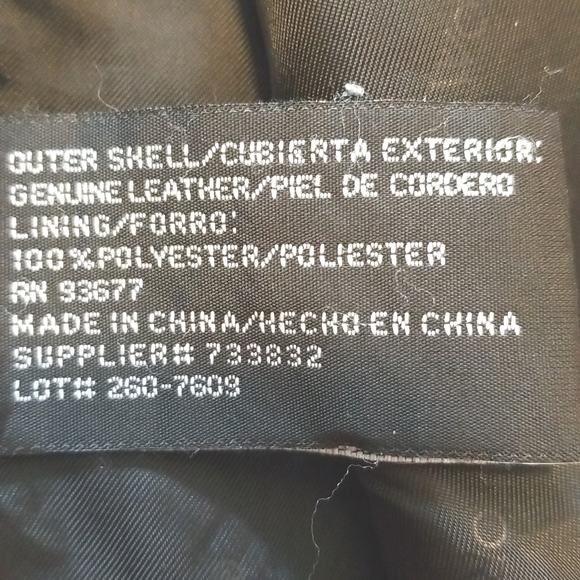 OUTER SHELL/CUBIERTA EXTERIOR:
GENUINE LEATHER/PIEL DE CORDERO
LINING/FORRO:
100%POLYESTER/POLIESTER
RN 93677
MADE IN CHINA/HECHO EN CHINA
SUPPLIER# 733832
LOT# 260-7609